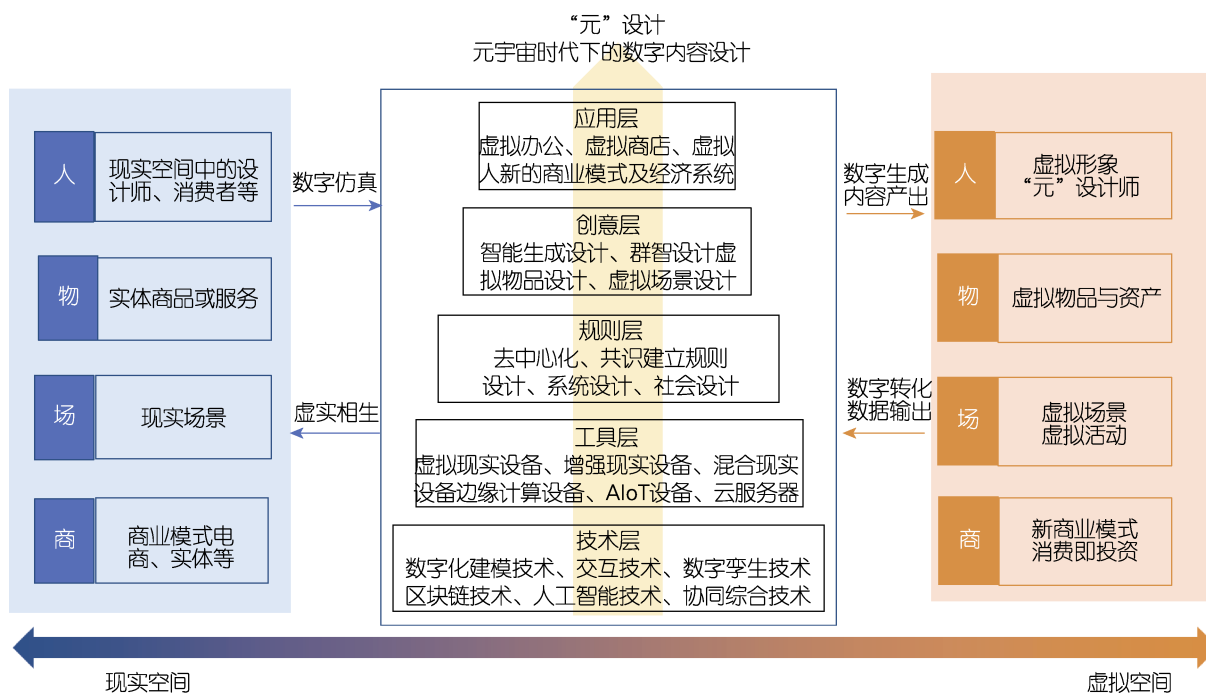 “元”设计
元宇宙时代下的数字内容设计
人
现实空间中的设
计师、消费者等
物
实体商品或服务
场
现实场景
商
商业模式电
商、实体等
数字仿真
虚实相生
应用层
虚拟办公、虚拟商店、虚拟
人新的商业模式及经济系统
创意层
智能生成设计、群智设计虚
拟物品设计、虚拟场景设计
规则层
去中心化、共识建立规则
设计、系统设计、社会设计
工具层
虚拟现实设备、增强现实设备、混合现实
设备边缘计算设备、AIoT设备、云服务器
技术层
数字化建模技术、交互技术、数字孪生技术
区块链技术、人工智能技术、协同综合技术
数字生成
内容产出
数字转化
数据输出
人
虚拟形象
“元”设计师
物
虚拟物品与资产
场
虚拟场景
虚拟活动
商
新商业模式
消费即投资
现实空间
虚拟空间